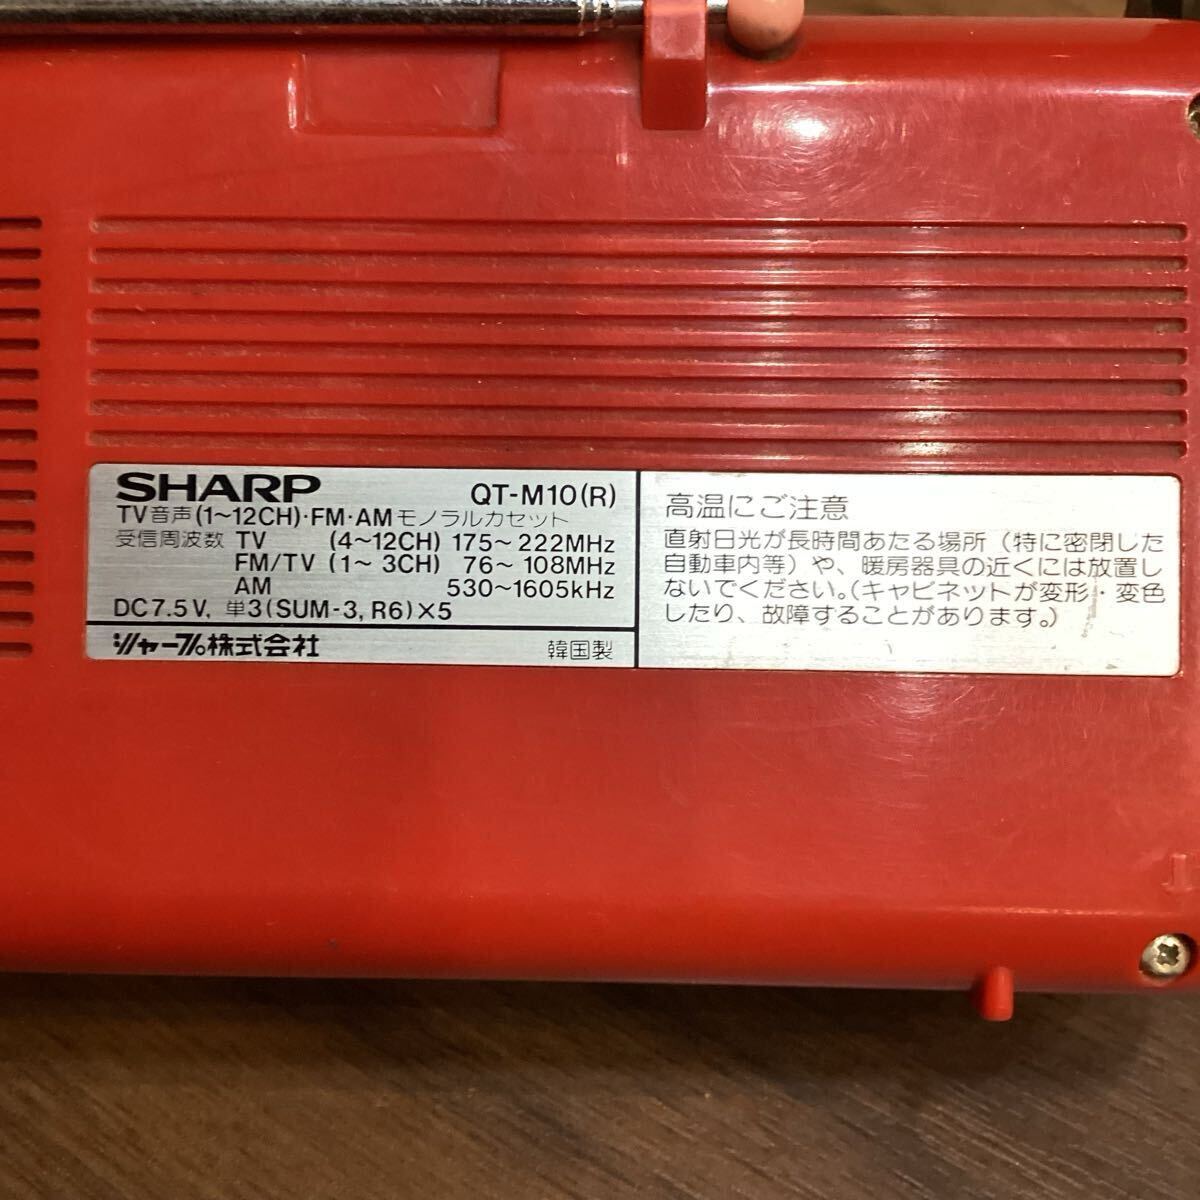 SHARP QT-M10(R)
TV音声(1~12CH)·FM·AMモノラルカセット
受信周波数 TV (4~12CH) 175~222MHz
FM/TV (1~3CH) 76~108MHz
AM 530~1605kHz
DC7.5V. 単3(SUM-3, R6)×5
シャープ株式会社 韓国製
高温にご注意
直射日光が長時間あたる場所(特に密閉した
自動車内等)や、暖房器具の近くには放置し
ないでください。(キャビネットが変形·変色
したり、故障することがあります。)